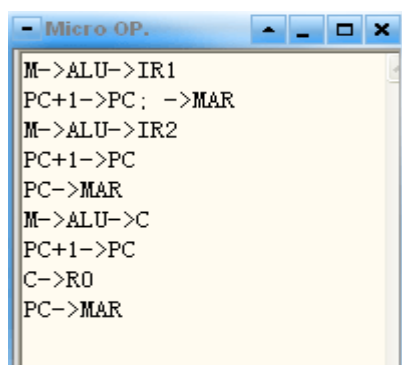 Micro OP.
M->ALU->IR1
PC+1->PC; ->MAR
M->ALU->IR2
PC+1->PC
PC->MAR
M->ALU->C
PC+1->PC
C->R0
PC->MAR